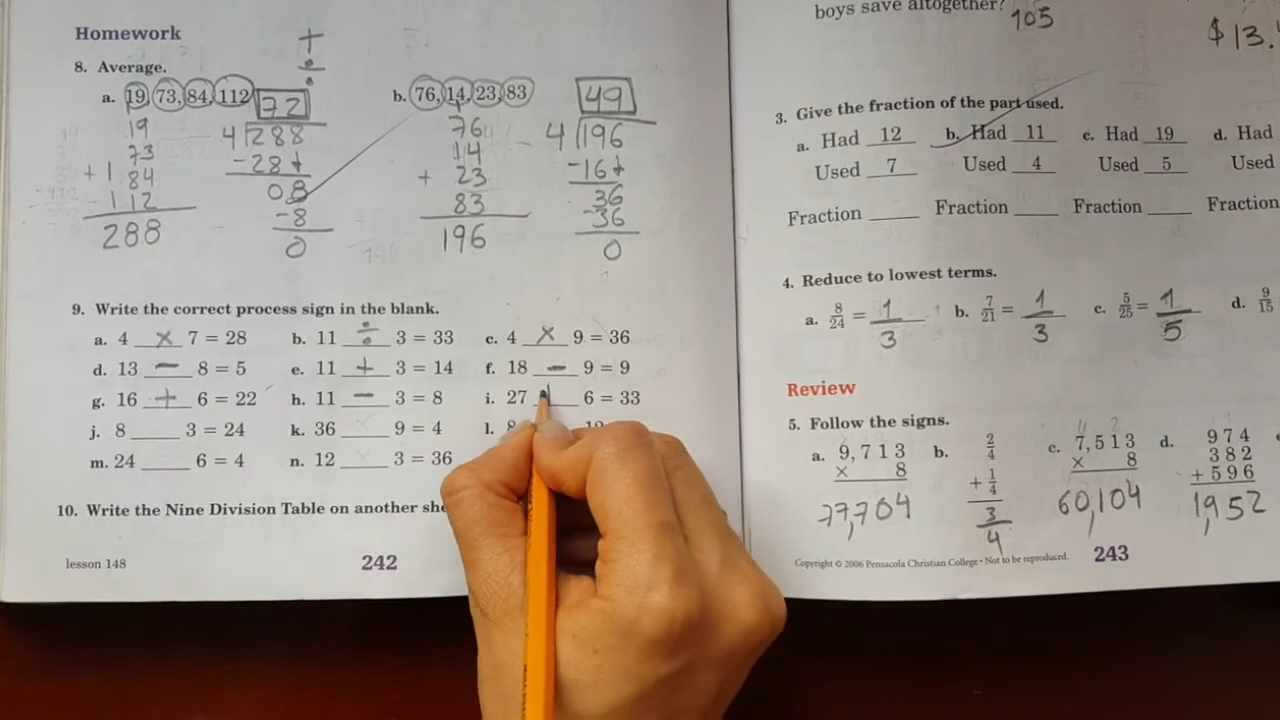 Homework
+
÷
8. Average.
a. 19, 73, 84, 112
72
19
73
+ 84
112
288
4 288
-28
08
-8
0
b. 76, 14, 23, 83
49
76
14
+ 23
83
196
4 196
-16
36
-36
0
9. Write the correct process sign in the blank.
a. 4 x 7 = 28 b. 11 ÷ 3 = 33 c. 4 x 9 = 36
d. 13 - 8 = 5 e. 11 + 3 = 14 f. 18 - 9 = 9
g. 16 + 6 = 22 h. 11 - 3 = 8 i. 27 ____ 6 = 33
j. 8 ____ 3 = 24 k. 36 ____ 9 = 4 l.
m. 24 ____ 6 = 4 n. 12 ____ 3 = 36
10. Write the Nine Division Table on another
lesson 148
242
boys save altogether?
105
$13.
3. Give the fraction of the part used.
a. Had 12 b. Had 11 c. Had 19 d. Had
Used 7 Used 4 Used 5 Used
Fraction ____ Fraction ____ Fraction ____ Fraction
4. Reduce to lowest terms.
a. 8/24 = 1/3 b. 7/21 = 1/3 c. 5/25 = 1/5 d. 9/15
Review
5. Follow the signs.
a. 9,713
x 8
77,704
b. 2/4
+ 1/4
3/4
c. 7,513
x 8
60,104
d. 974
382
+ 596
1,952
Copyright © 2006 Pensacola Christian College • Not to be reproduced.
243